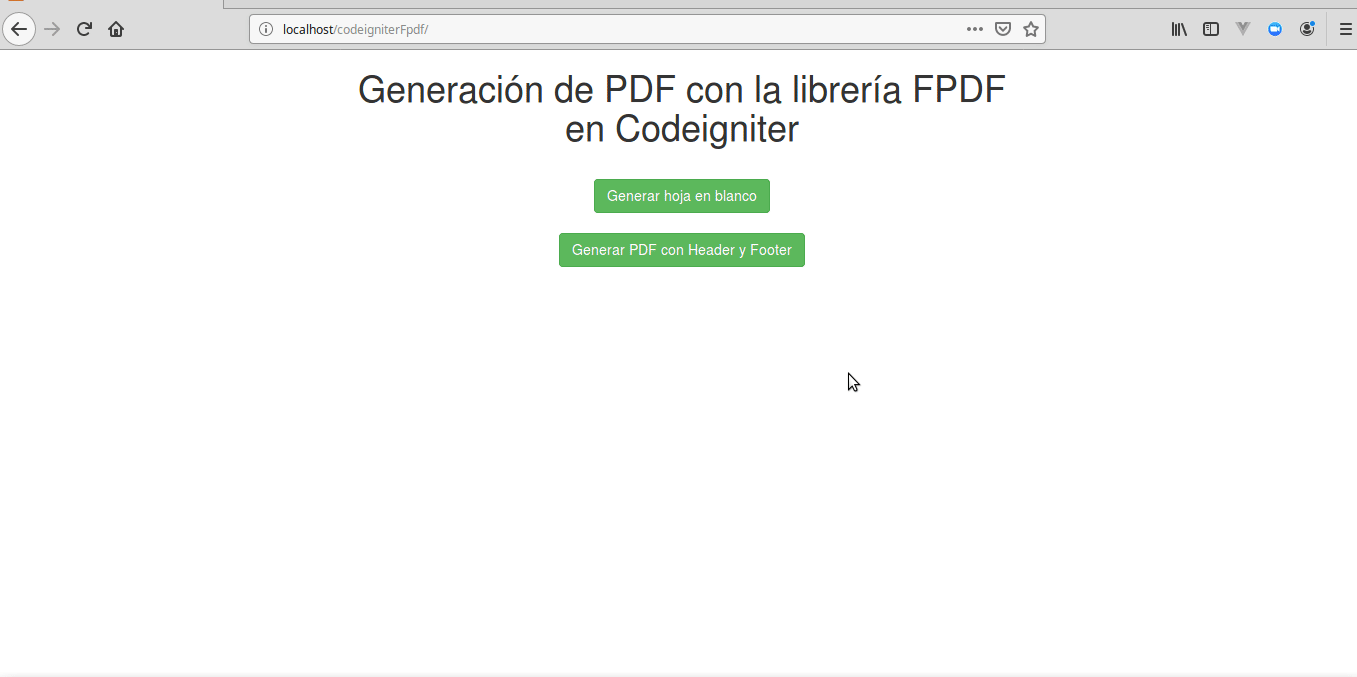 localhost/codeigniterFpdf/
Generación de PDF con la librería FPDF
en Codeigniter
Generar hoja en blanco
Generar PDF con Header y Footer